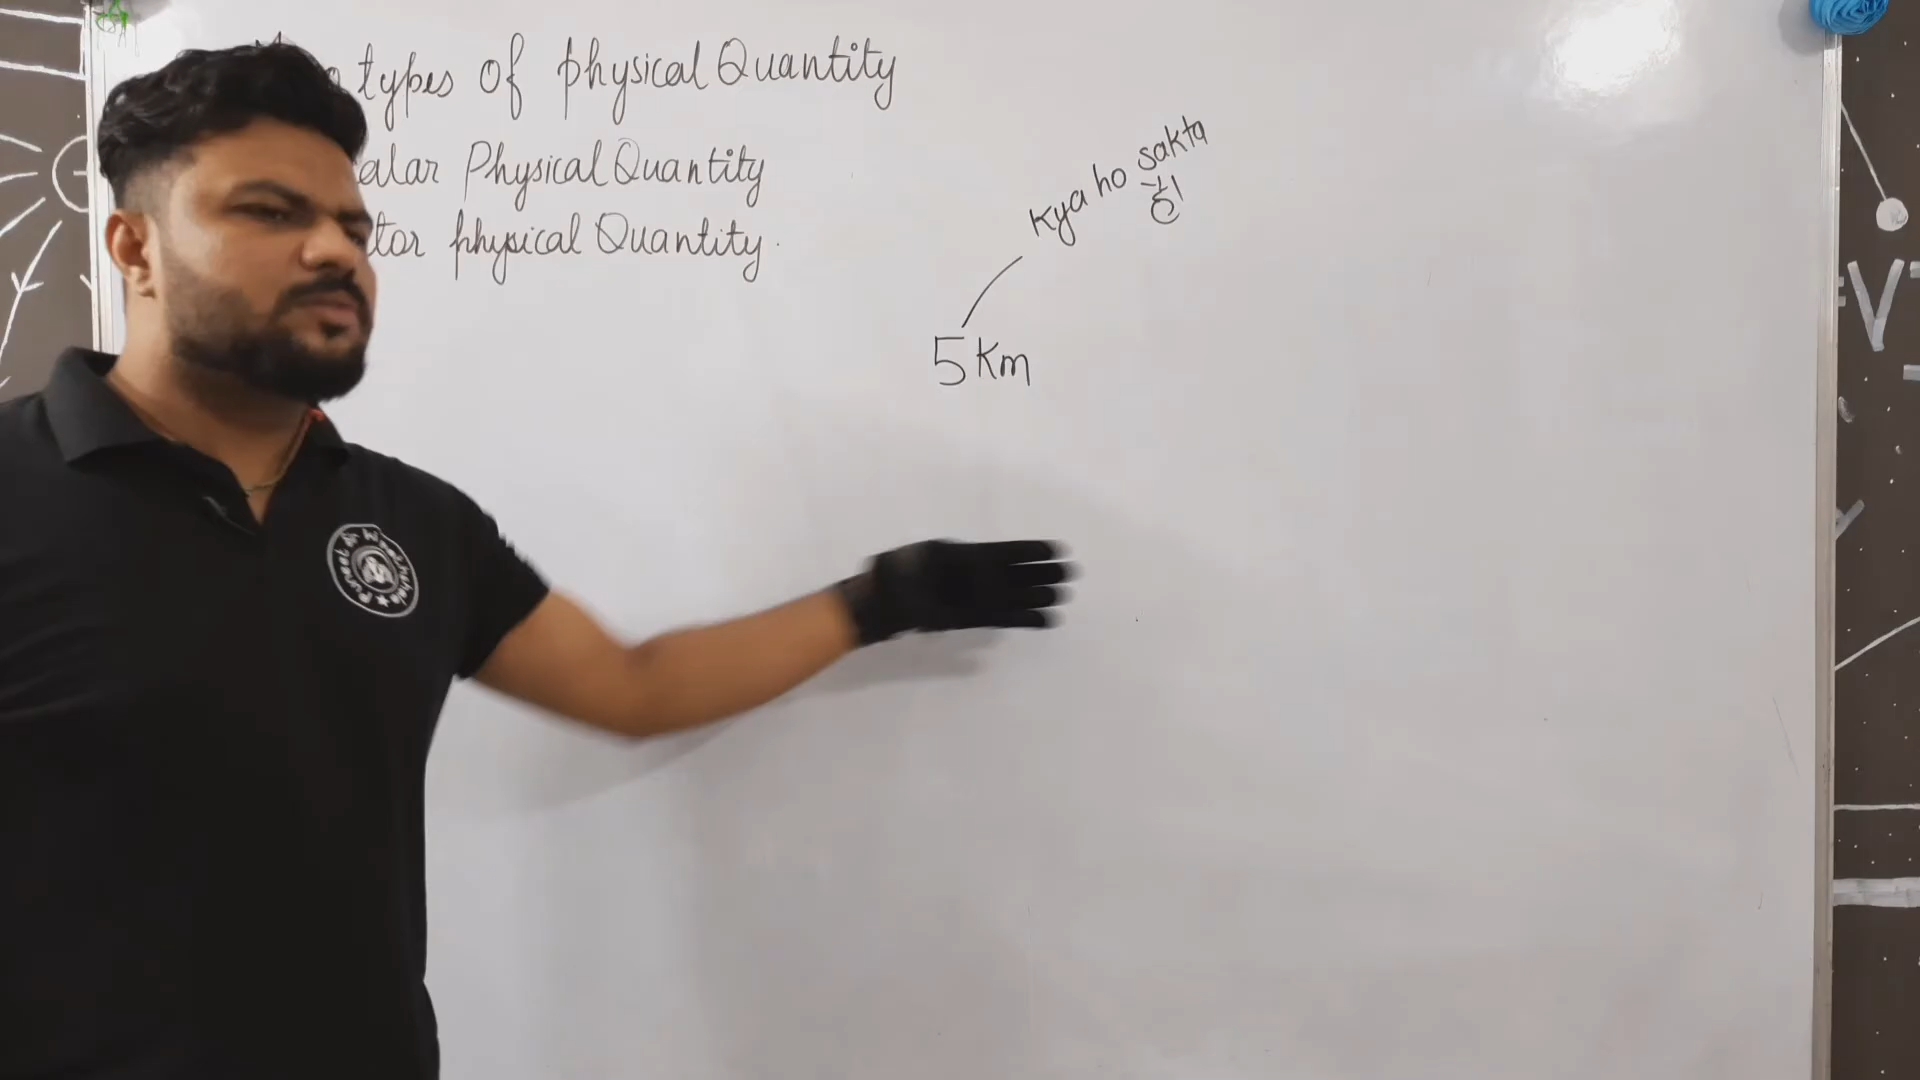 types of physical Quantity
alar Physical Quantity
tor physical Quantity.
Kya ho sakta
है।
5 Km